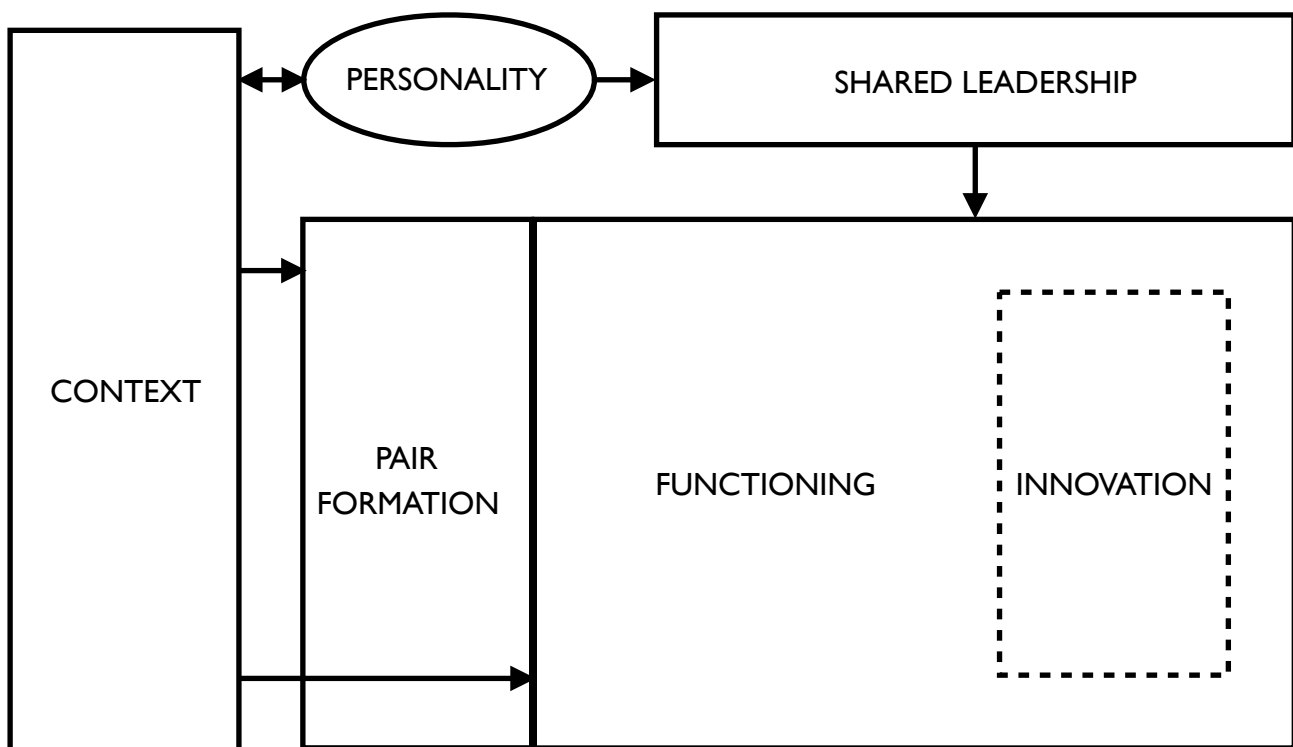 PERSONALITY
SHARED LEADERSHIP
CONTEXT
PAIR
FORMATION
FUNCTIONING
INNOVATION